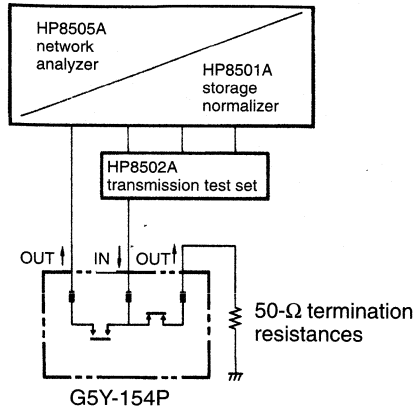 HP8505A
network
analyzer
HP8501A
storage
normalizer
HP8502A
transmission test set
OUT IN OUT
50-Ω termination
resistances
G5Y-154P